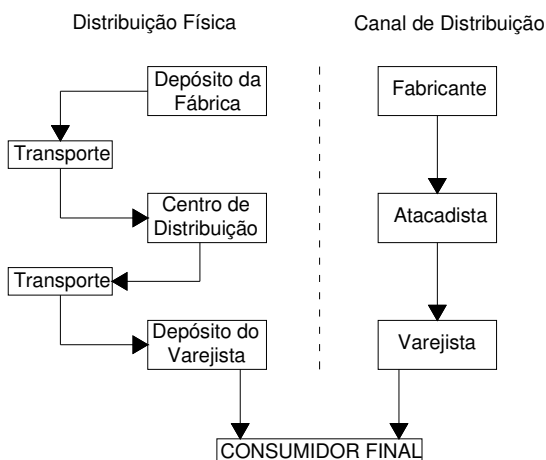 Distribuição Física
Canal de Distribuição
Depósito da
Fábrica
Fabricante
Transporte
Centro de
Distribuição
Atacadista
Transporte
Depósito do
Varejista
Varejista
CONSUMIDOR FINAL